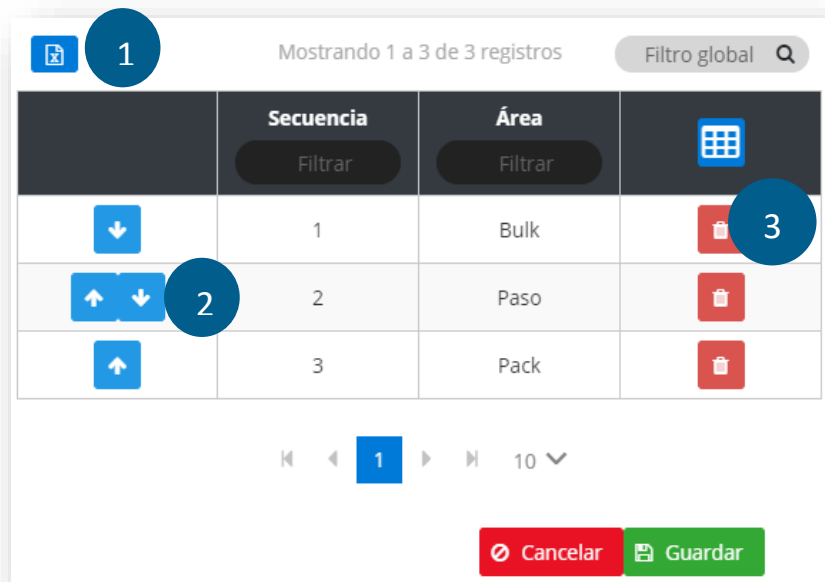 1
Mostrando 1 a 3 de 3 registros
Filtro global
Secuencia
Área
Filtrar
Filtrar
1
Bulk
3
2
2
Paso
3
Pack
1
10
Cancelar
Guardar